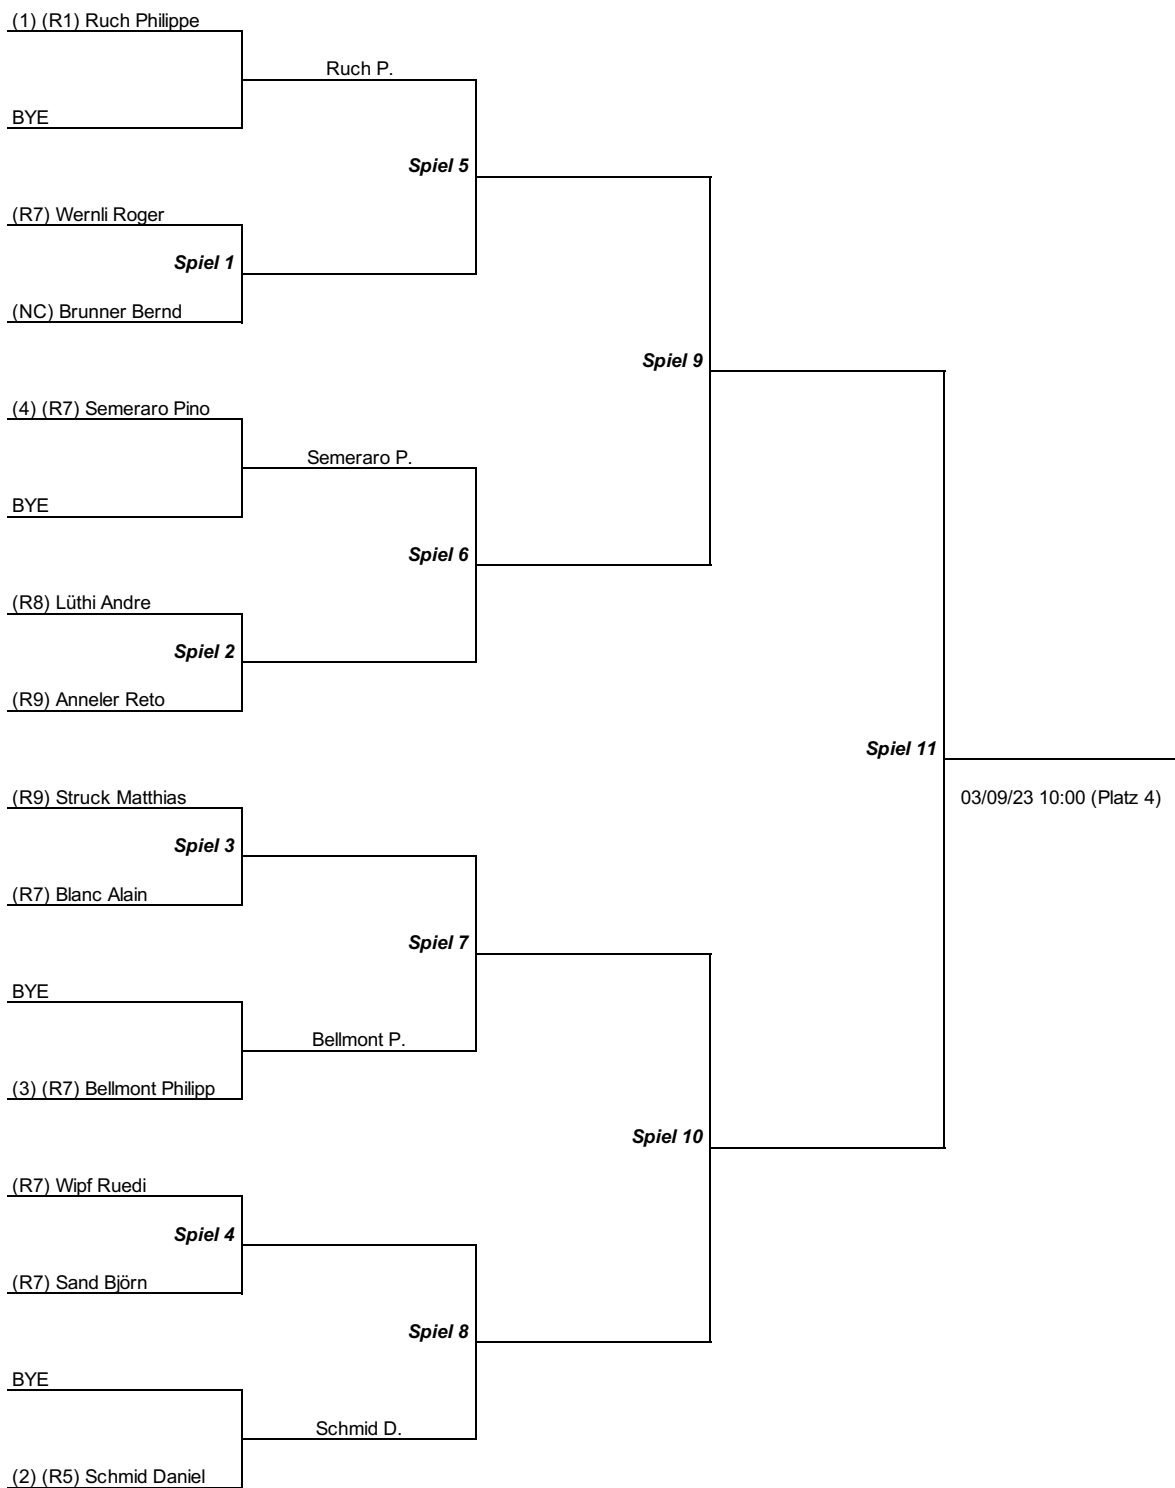 (1) (R1) Ruch Philippe
Ruch P.
BYE
Spiel 5
(R7) Wernli Roger
Spiel 1
(NC) Brunner Bernd
Spiel 9
(4) (R7) Semeraro Pino
Semeraro P.
BYE
Spiel 6
(R8) Lüthi Andre
Spiel 2
(R9) Anneler Reto
Spiel 11
(R9) Struck Matthias
03/09/23 10:00 (Platz 4)
Spiel 3
(R7) Blanc Alain
Spiel 7
BYE
Bellmont P.
(3) (R7) Bellmont Philipp
Spiel 10
(R7) Wipf Ruedi
Spiel 4
(R7) Sand Björn
Spiel 8
BYE
Schmid D.
(2) (R5) Schmid Daniel